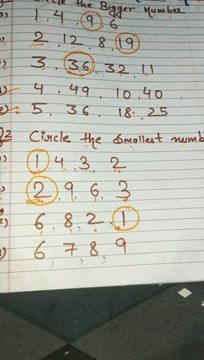 the Bigger Number
1, 4, 9, 6
2, 12, 8, 19
3, 36, 32, 11
4, 49, 10, 40
5, 36, 18, 25
Circle the Smallest numb
1, 4, 3, 2
2, 9, 6, 3
6, 8, 2, 1
6, 7, 8, 9